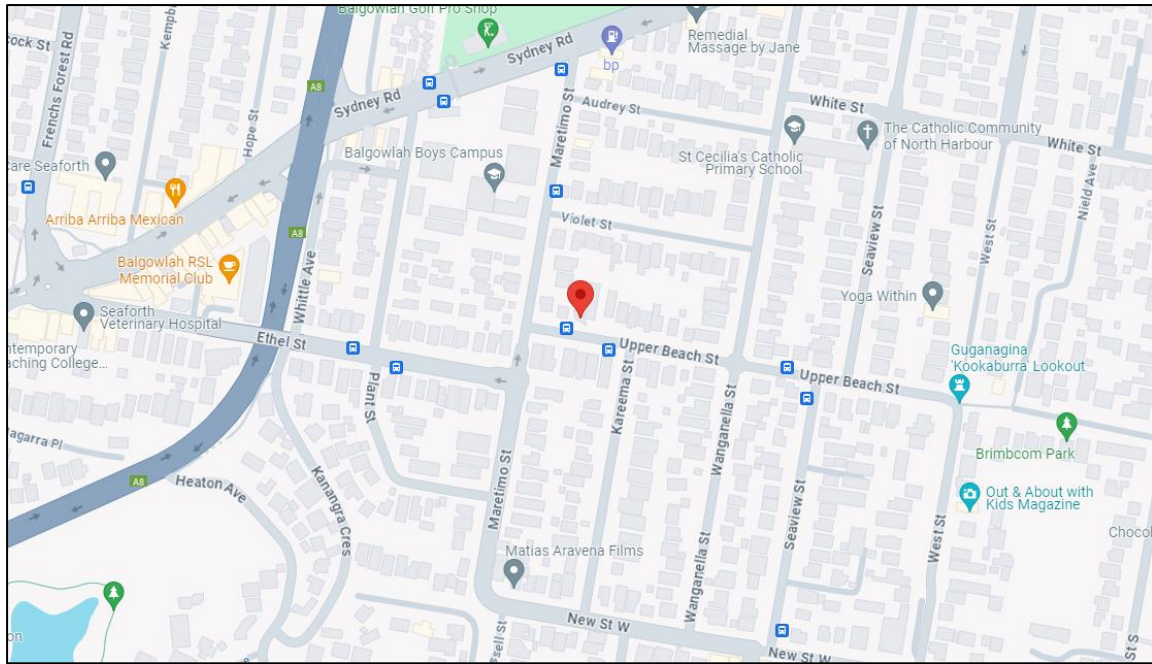 Balgowlah Golf Pro Shop
Remedial
Massage by Jane
bp
Sydney Rd
Sydney Rd
Kempb
cock St
Frenchs Forest Rd
Hope St
A8
Maretimo St
Audrey St
White St
The Catholic Community
of North Harbour
White St
St Cecilia's Catholic
Primary School
Balgowlah Boys Campus
Care Seaforth
Arriba Arriba Mexican
A8
Violet St
Seaview St
West St
Nield Ave
Balgowlah RSL
Memorial Club
Whittle Ave
Yoga Within
Seaforth
Veterinary Hospital
Ethel St
ntemporary
aching College...
Upper Beach St
Upper Beach St
Guganagina
'Kookaburra' Lookout
Plant St
Kareema St
Wanganella St
Brimbcom Park
agarra Pl
A8
Heaton Ave
Kanangra Cres
Maretimo St
Seaview St
West St
Out & About with
Kids Magazine
Chocol
Matias Aravena Films
Wanganella St
New St W
ssell St
New St W
on
St S